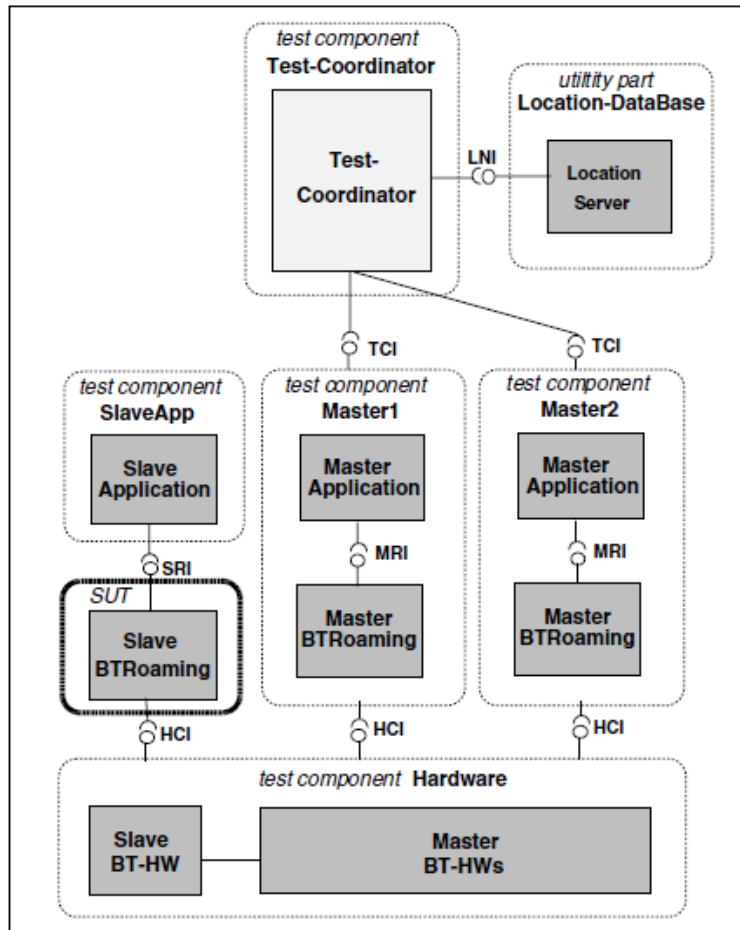 test component
Test-Coordinator
utiltity part
Location-DataBase
Test-
Coordinator
LNI
Location
Server
TCI
TCI
test component
SlaveApp
test component
Master1
test component
Master2
Slave
Application
Master
Application
Master
Application
SRI
MRI
MRI
SUT
Slave
BTRoaming
Master
BTRoaming
Master
BTRoaming
HCI
HCI
HCI
test component Hardware
Slave
BT-HW
Master
BT-HWs